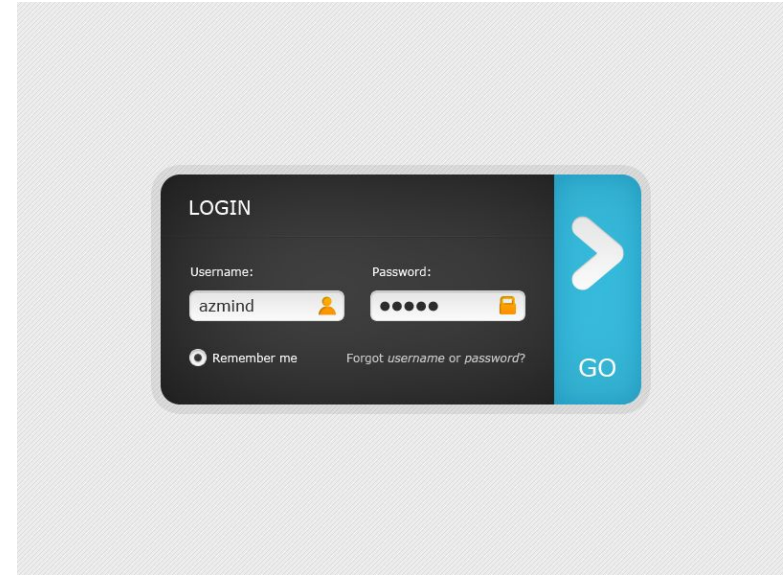 LOGIN
Username: Password:
azmind ●●●●●
Remember me Forgot username or password?
GO